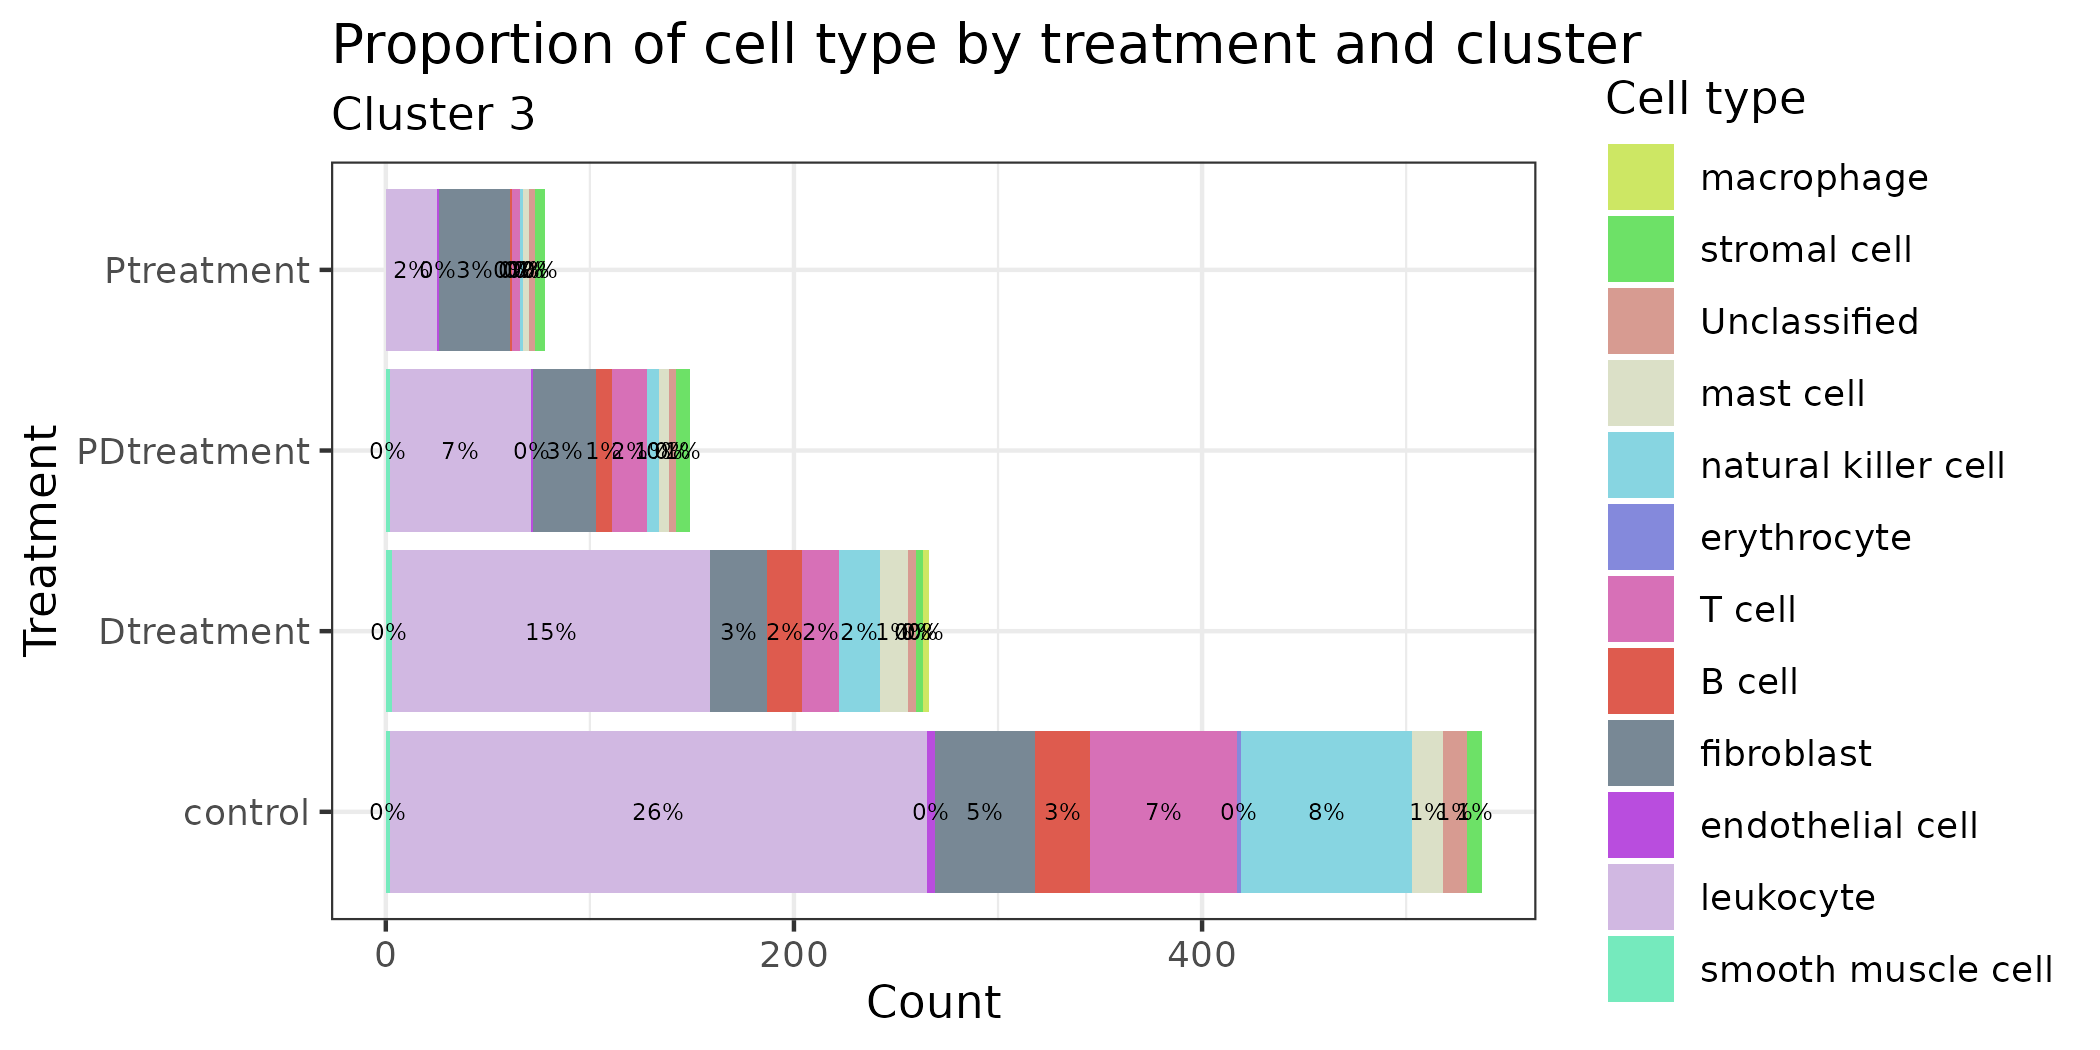 Proportion of cell type by treatment and cluster
Cluster 3
Cell type
macrophage
stromal cell
Unclassified
mast cell
natural killer cell
erythrocyte
T cell
B cell
fibroblast
endothelial cell
leukocyte
smooth muscle cell
Treatment
Ptreatment
2% 0% 3%
PDtreatment
0% 7% 0% 3% 1% 2%
Dtreatment
0% 15% 3% 2% 2% 2% 1%
control
0% 26% 0% 5% 3% 7% 0% 8% 1% 1% 1%
0 200 400
Count